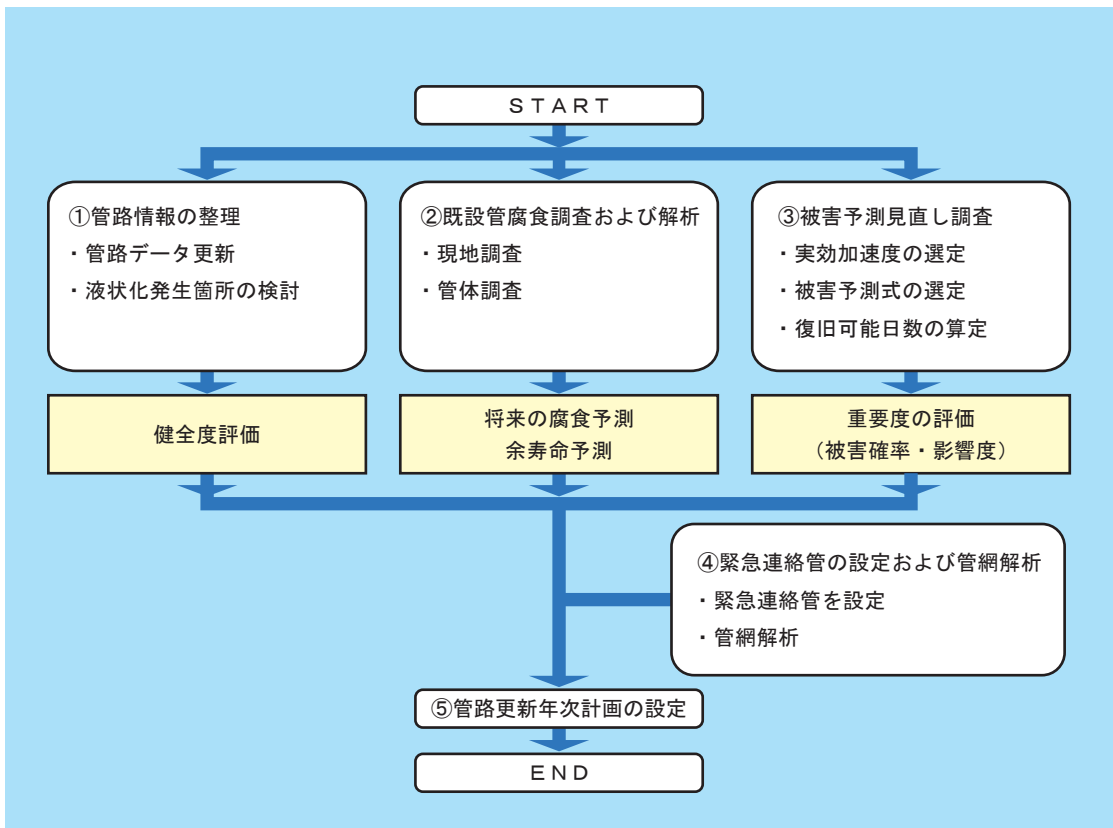 ＳＴＡＲＴ
①管路情報の整理
・管路データ更新
・液状化発生箇所の検討
②既設管腐食調査および解析
・現地調査
・管体調査
③被害予測見直し調査
・実効加速度の選定
・被害予測式の選定
・復旧可能日数の算定
健全度評価
将来の腐食予測
余寿命予測
重要度の評価
（被害確率・影響度）
④緊急連絡管の設定および管網解析
・緊急連絡管を設定
・管網解析
⑤管路更新年次計画の設定
ＥＮＤ